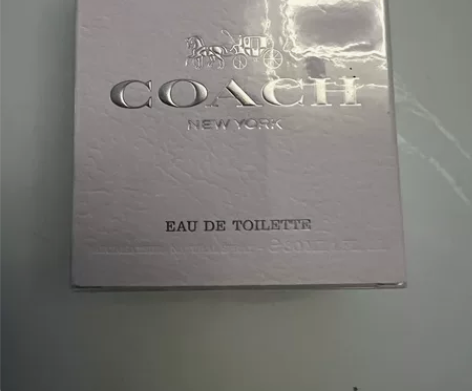 COACH
NEW YORK
EAU DE TOILETTE